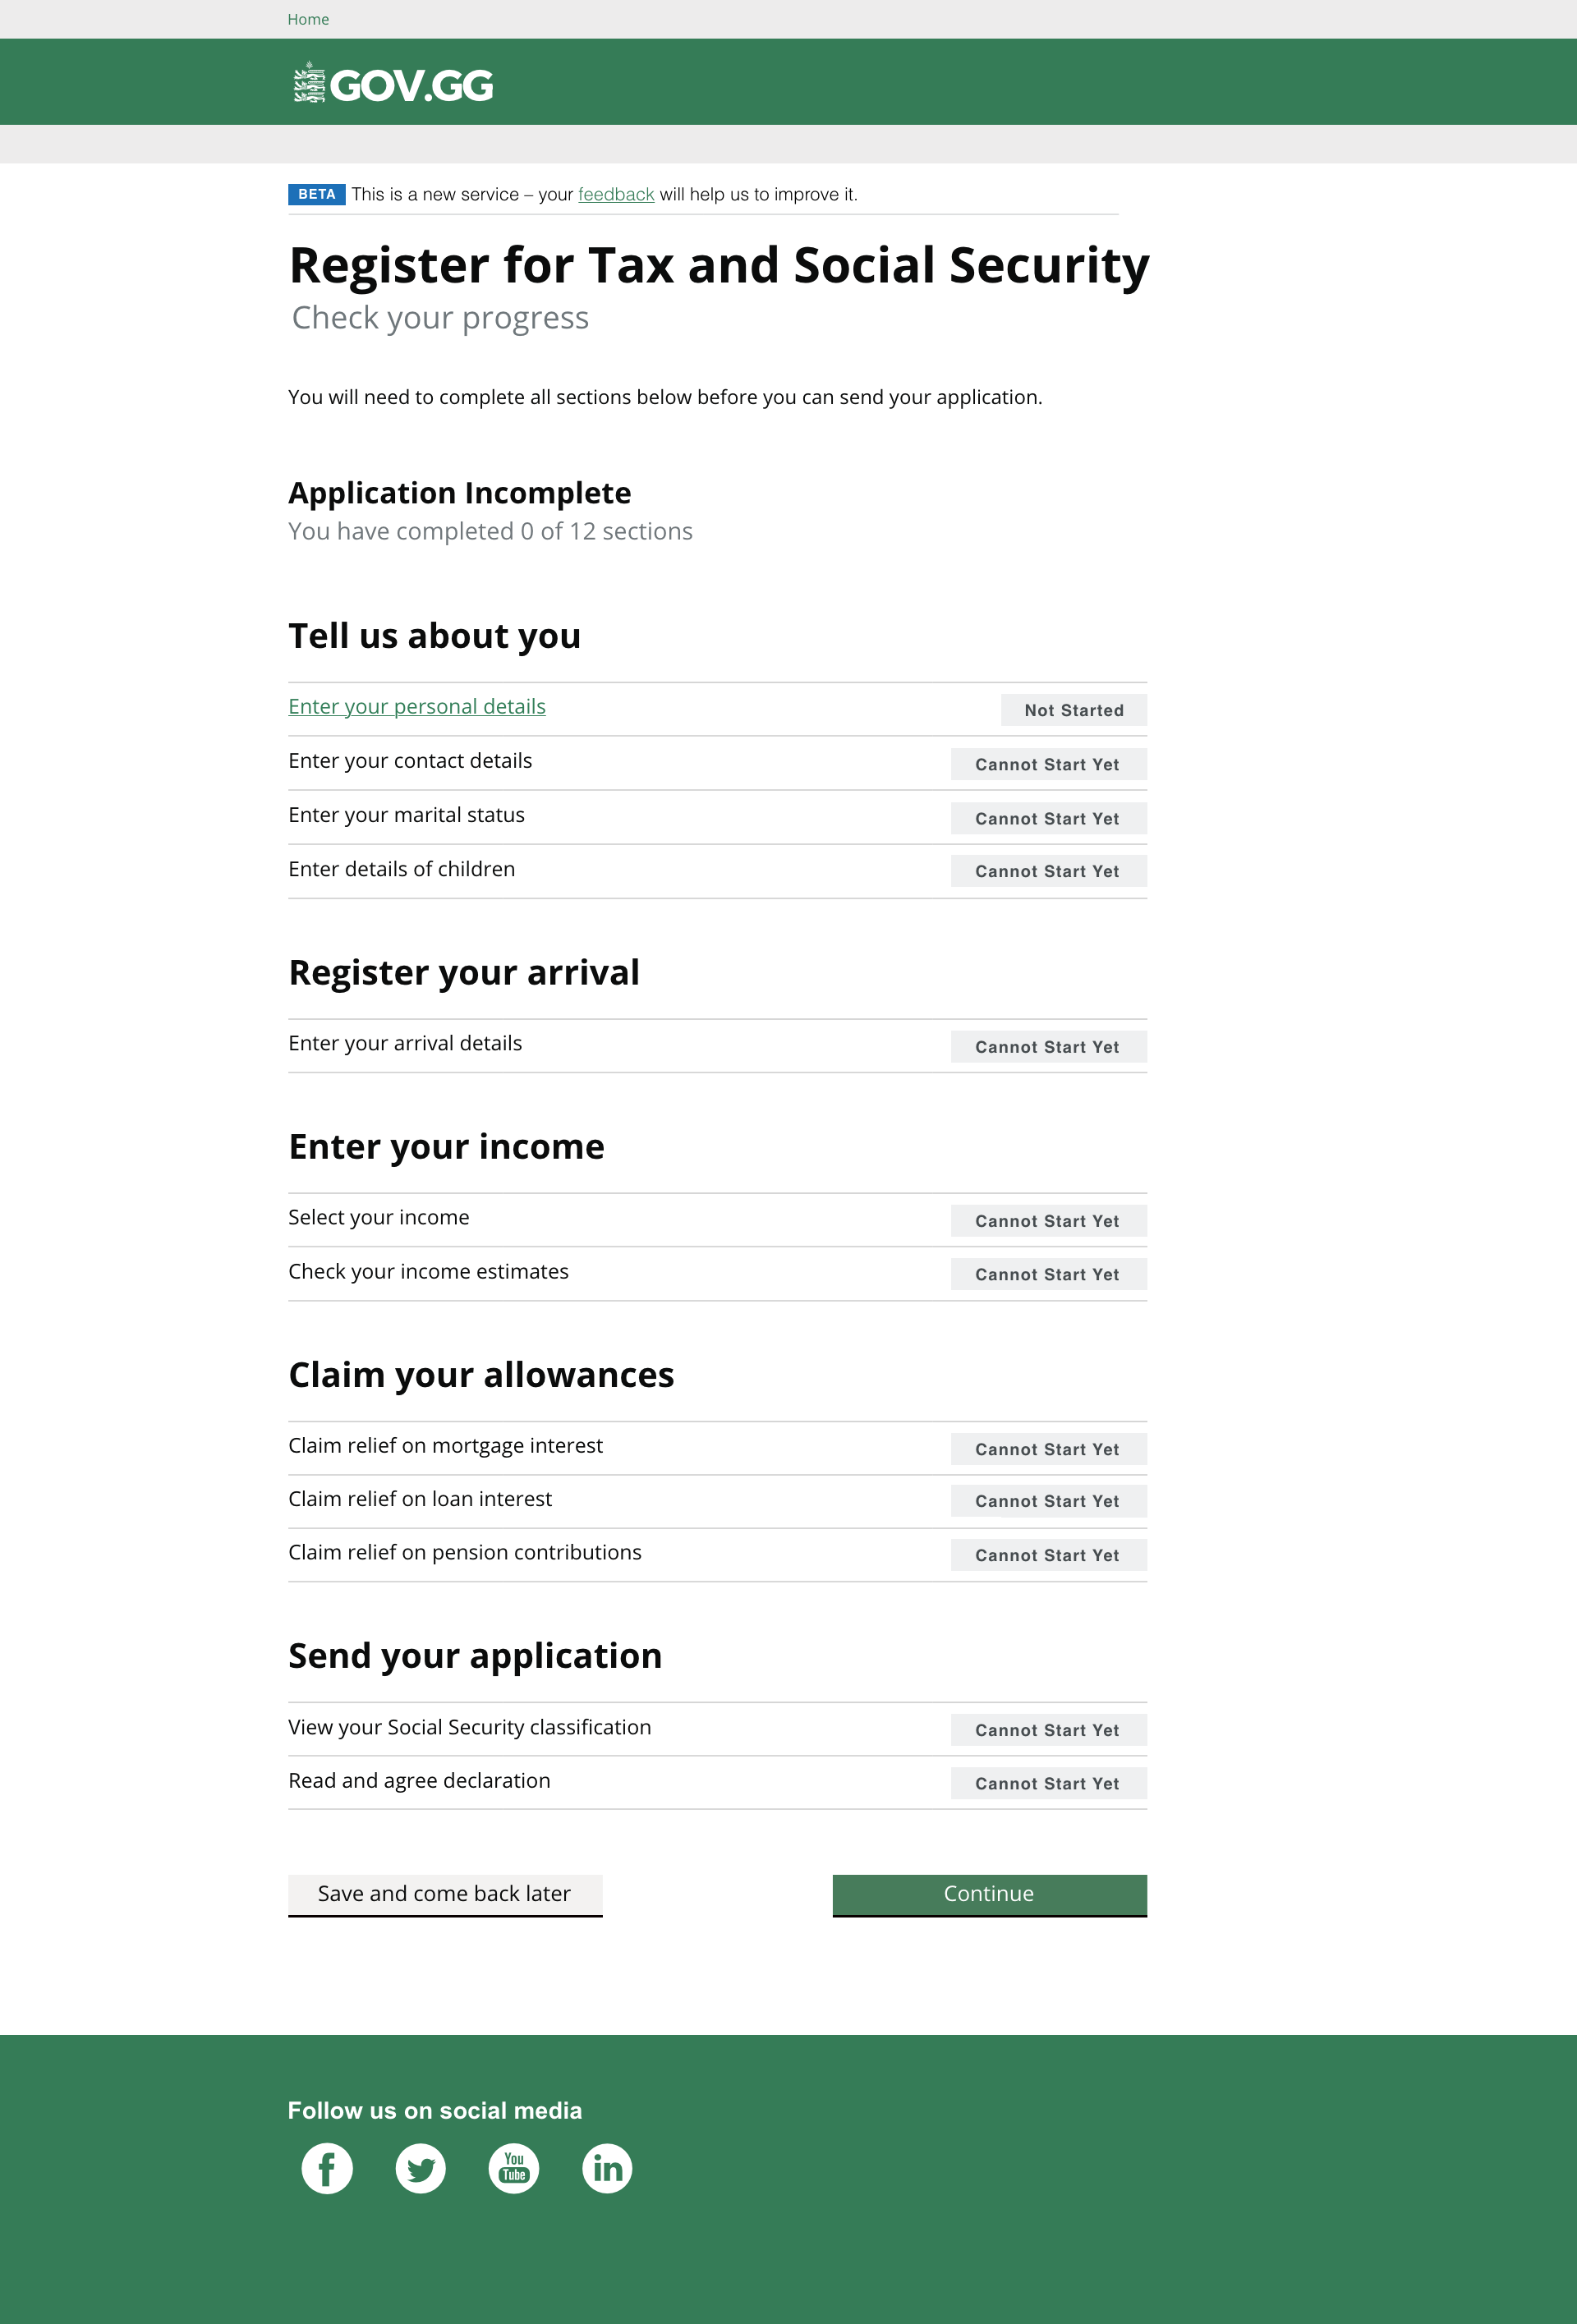 Home
GOV.GG
BETA This is a new service – your feedback will help us to improve it.
Register for Tax and Social Security
Check your progress
You will need to complete all sections below before you can send your application.
Application Incomplete
You have completed 0 of 12 sections
Tell us about you
Enter your personal details Not Started
Enter your contact details Cannot Start Yet
Enter your marital status Cannot Start Yet
Enter details of children Cannot Start Yet
Register your arrival
Enter your arrival details Cannot Start Yet
Enter your income
Select your income Cannot Start Yet
Check your income estimates Cannot Start Yet
Claim your allowances
Claim relief on mortgage interest Cannot Start Yet
Claim relief on loan interest Cannot Start Yet
Claim relief on pension contributions Cannot Start Yet
Send your application
View your Social Security classification Cannot Start Yet
Read and agree declaration Cannot Start Yet
Save and come back later Continue
Follow us on social media
f You Tube in